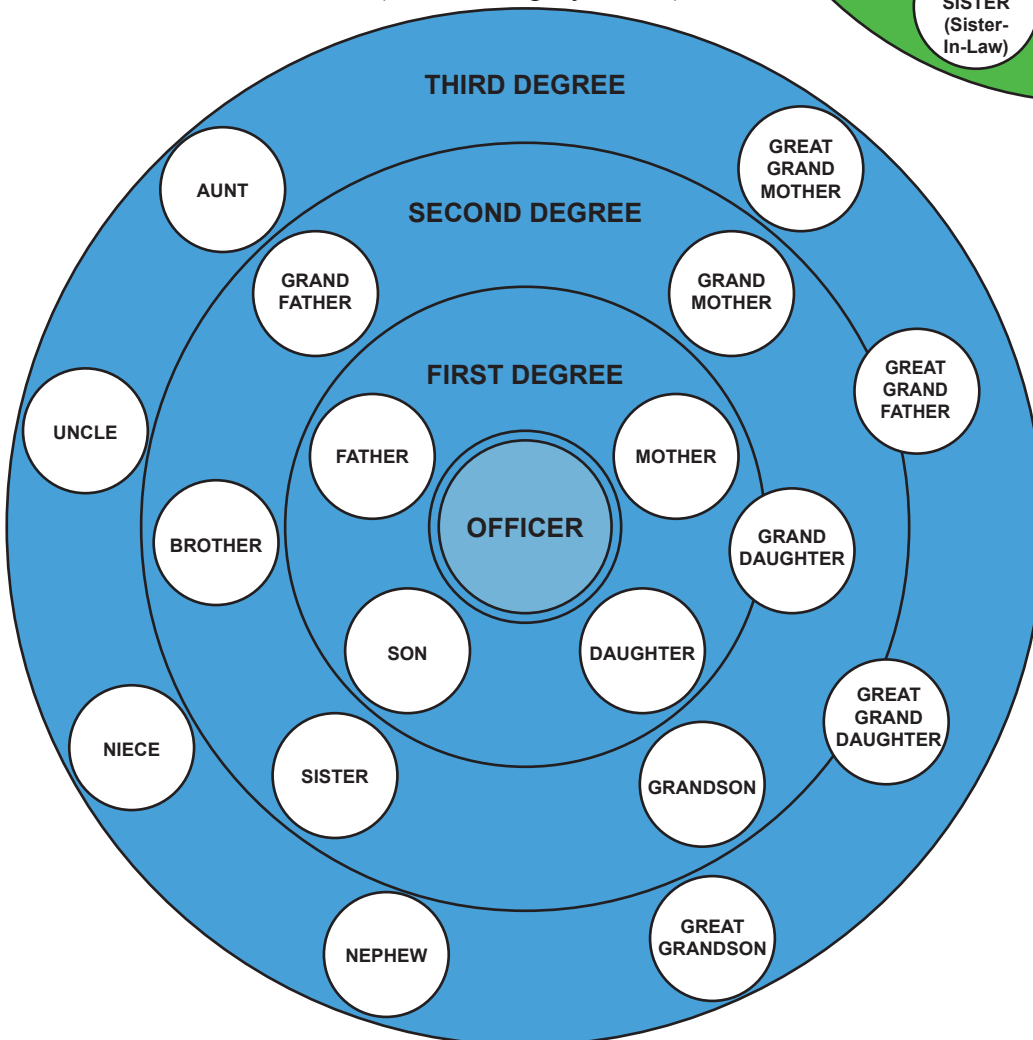 SISTER
(Sister-
In-Law)
THIRD DEGREE
GREAT
GRAND
MOTHER
AUNT
SECOND DEGREE
GRAND
FATHER
GRAND
MOTHER
FIRST DEGREE
GREAT
GRAND
FATHER
UNCLE
FATHER
MOTHER
OFFICER
BROTHER
GRAND
DAUGHTER
SON
DAUGHTER
GREAT
GRAND
DAUGHTER
NIECE
SISTER
GRANDSON
NEPHEW
GREAT
GRANDSON